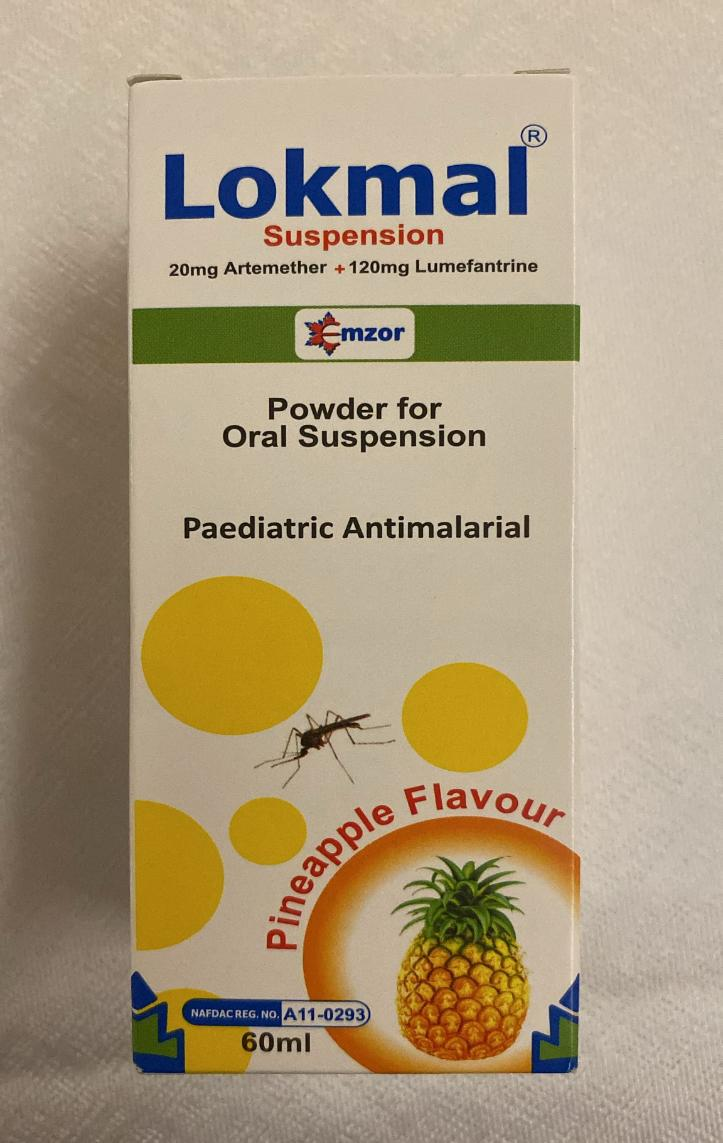 Lokmal®
Suspension
20mg Artemether + 120mg Lumefantrine
Emzor
Powder for
Oral Suspension
Paediatric Antimalarial
Pineapple Flavour
NAFDAC REG. NO. A11-0293
60ml